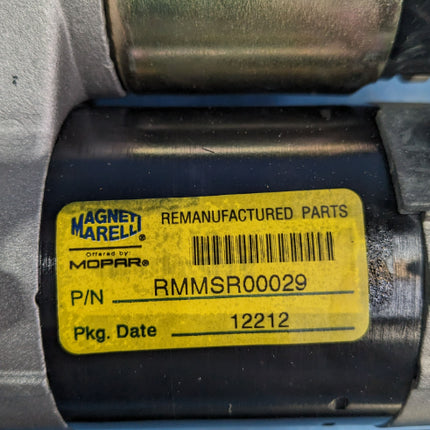 MAGNETI
MARELLI®
REMANUFACTURED PARTS
Offered by:
MOPAR®
P/N RMMSR00029
Pkg. Date 12212